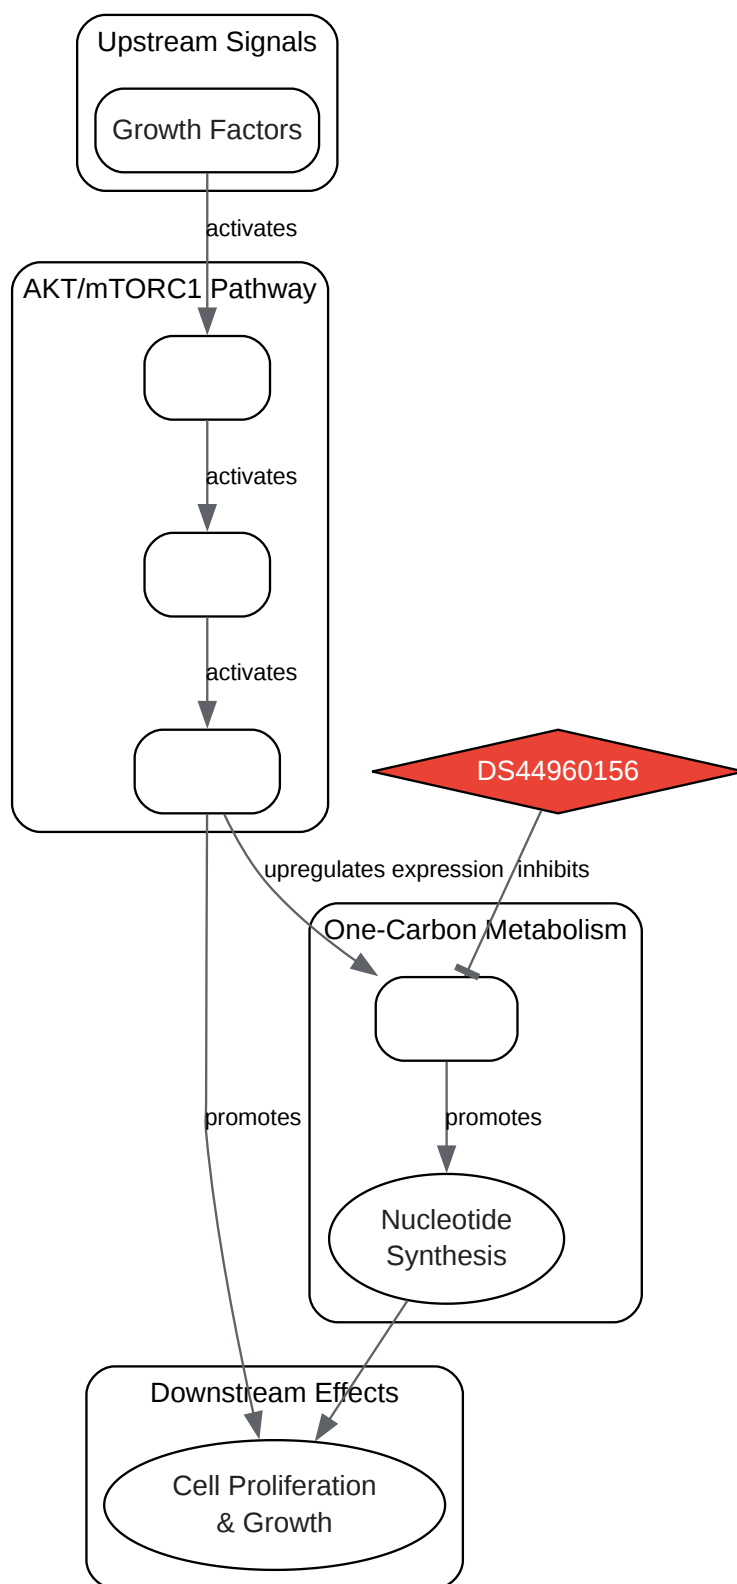 Upstream Signals
Growth Factors
activates
AKT/mTORC1 Pathway
activates
activates
DS44960156
upregulates expression
inhibits
One-Carbon Metabolism
promotes
promotes
Nucleotide
Synthesis
Downstream Effects
Cell Proliferation
& Growth